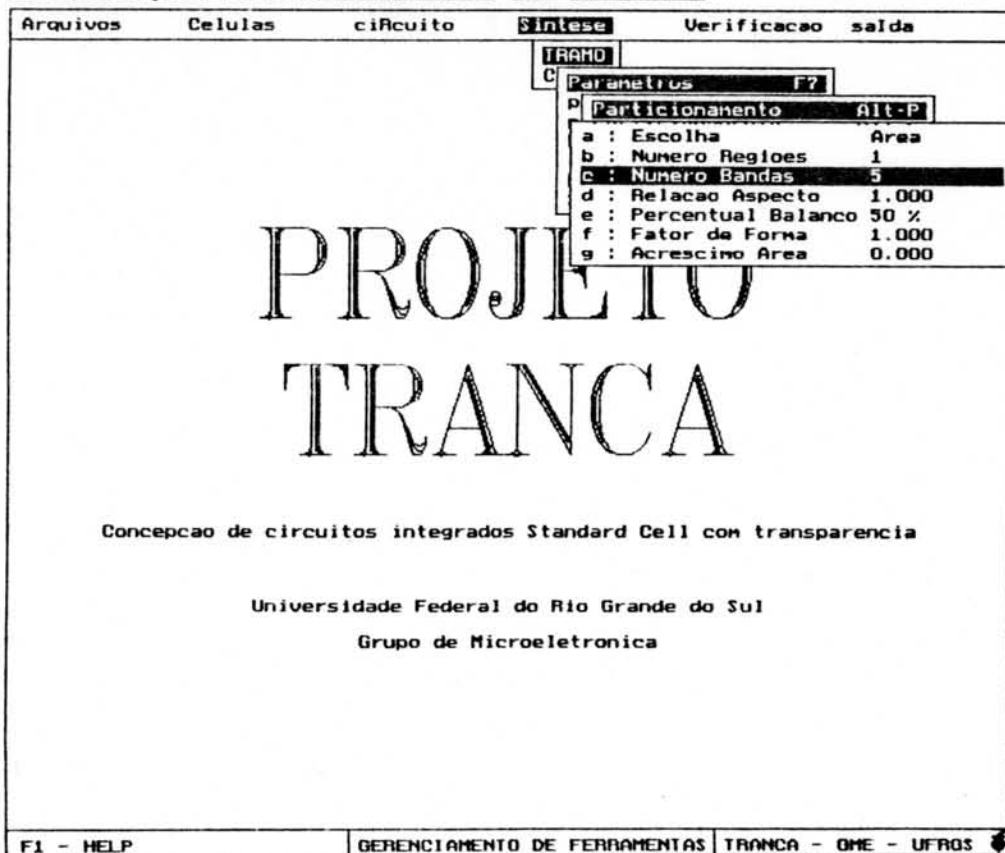 Arquivos Celulas ciRcuito Sintese Verificacao saIda
TRAMO
C
Parametros F7
P
Particionamento Alt-P
a : Escolha Area
b : Numero Regioes 1
c : Numero Bandas 5
d : Relacao Aspecto 1.000
e : Percentual Balanco 50 %
f : Fator de Forma 1.000
g : Acrescimo Area 0.000
PROJETO
TRANCA
Concepcao de circuitos integrados Standard Cell com transparencia
Universidade Federal do Rio Grande do Sul
Grupo de Microeletronica
F1 - HELP GERENCIAMENTO DE FERRAMENTAS TRANCA - GME - UFRGS